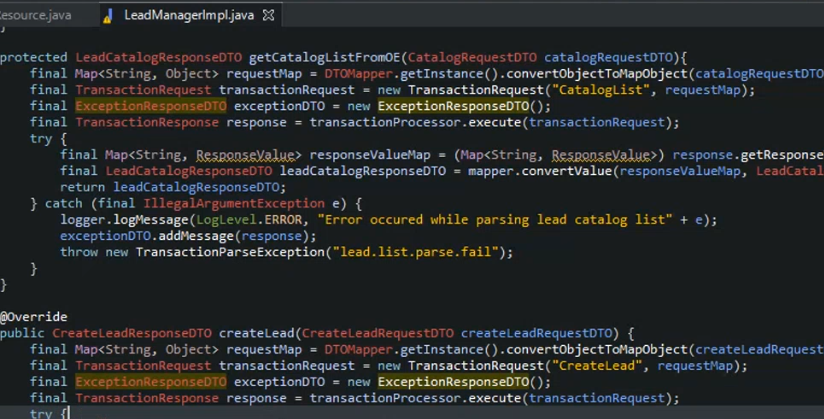 esource.java LeadManagerImpl.java
}
protected LeadCatalogResponseDTO getCatalogListFromOE(CatalogRequestDTO catalogRequestDTO){
final Map<String, Object> requestMap = DTOMapper.getInstance().convertObjectToMapObject(catalogRequestDTO
final TransactionRequest transactionRequest = new TransactionRequest("CatalogList", requestMap);
final ExceptionResponseDTO exceptionDTO = new ExceptionResponseDTO();
final TransactionResponse response = transactionProcessor.execute(transactionRequest);
try {
final Map<String, ResponseValue> responseValueMap = (Map<String, ResponseValue>) response.getResponse
final LeadCatalogResponseDTO leadCatalogResponseDTO = mapper.convertValue(responseValueMap, LeadCatal
return leadCatalogResponseDTO;
} catch (final IllegalArgumentException e) {
logger.logMessage(LogLevel.ERROR, "Error occured while parsing lead catalog list" + e);
exceptionDTO.addMessage(response);
throw new TransactionParseException("lead.list.parse.fail");
}
}
@Override
public CreateLeadResponseDTO createLead(CreateLeadRequestDTO createLeadRequestDTO) {
final Map<String, Object> requestMap = DTOMapper.getInstance().convertObjectToMapObject(createLeadRequest
final TransactionRequest transactionRequest = new TransactionRequest("CreateLead", requestMap);
final ExceptionResponseDTO exceptionDTO = new ExceptionResponseDTO();
final TransactionResponse response = transactionProcessor.execute(transactionRequest);
try {